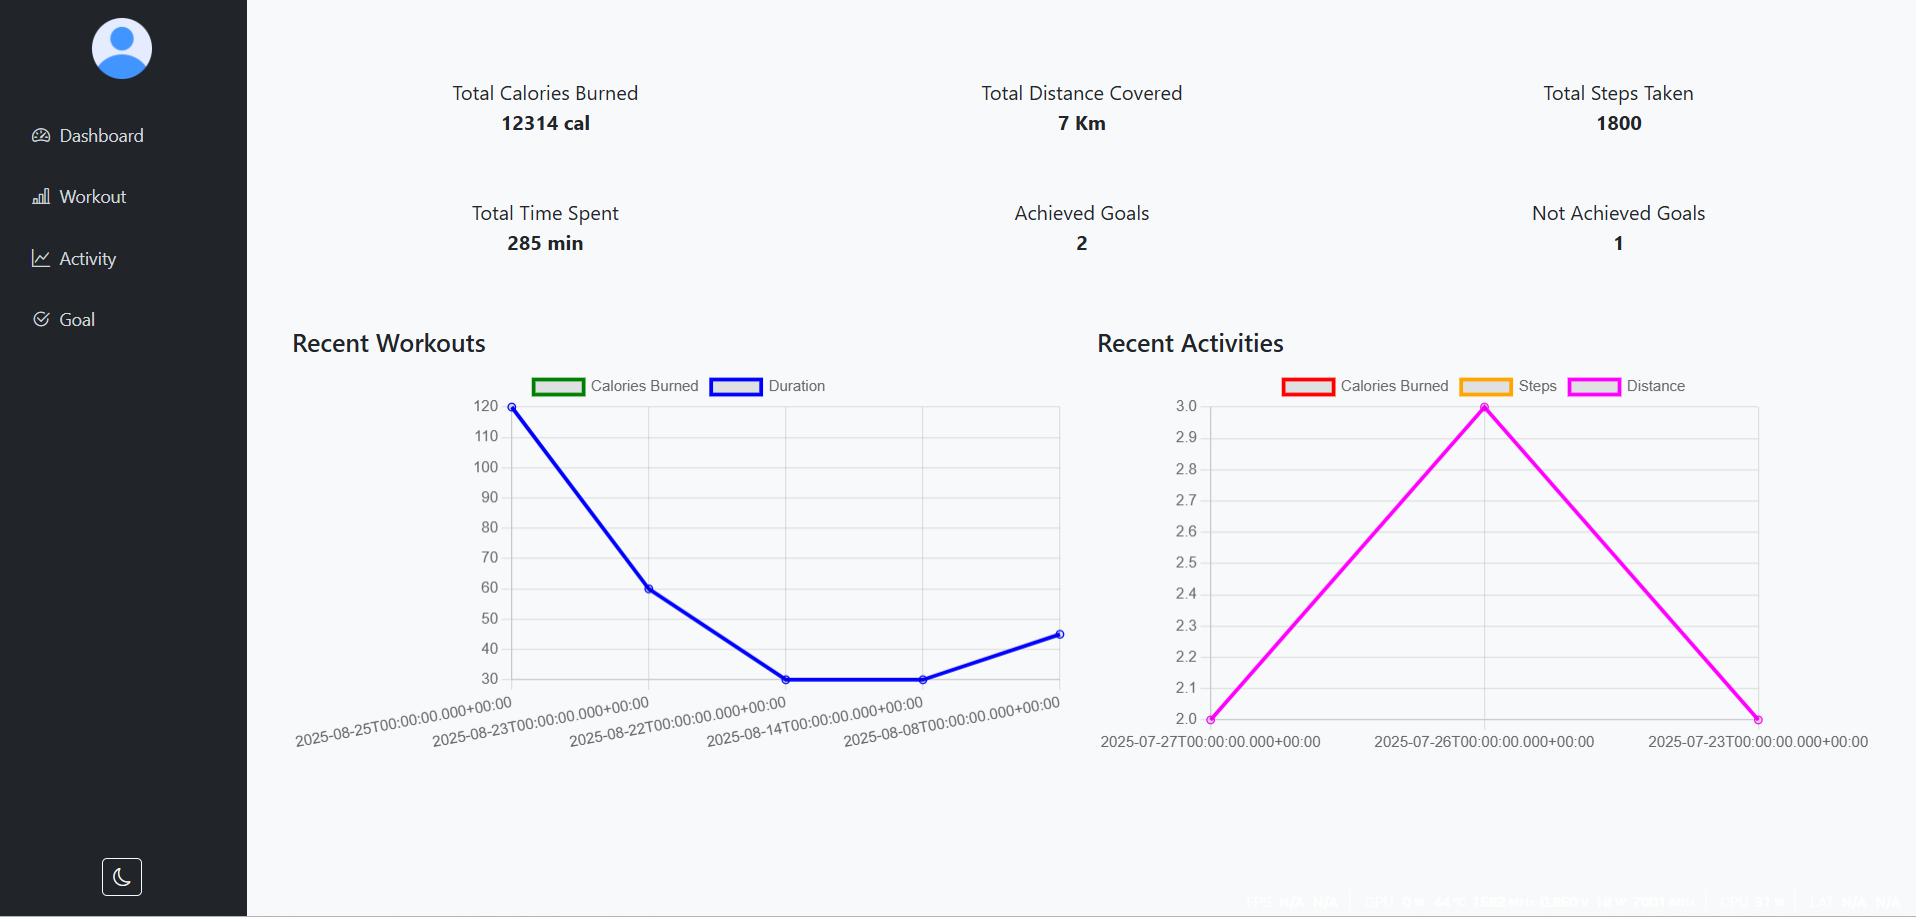 Dashboard
Workout
Activity
Goal
Total Calories Burned
12314 cal
Total Distance Covered
7 Km
Total Steps Taken
1800
Total Time Spent
285 min
Achieved Goals
2
Not Achieved Goals
1
Recent Workouts
Calories Burned Duration
120
110
100
90
80
70
60
50
40
30
2025-08-25T00:00:00.000+00:00
2025-08-23T00:00:00.000+00:00
2025-08-22T00:00:00.000+00:00
2025-08-14T00:00:00.000+00:00
2025-08-08T00:00:00.000+00:00
Recent Activities
Calories Burned Steps Distance
3.0
2.9
2.8
2.7
2.6
2.5
2.4
2.3
2.2
2.1
2.0
2025-07-27T00:00:00.000+00:00
2025-07-26T00:00:00.000+00:00
2025-07-23T00:00:00.000+00:00